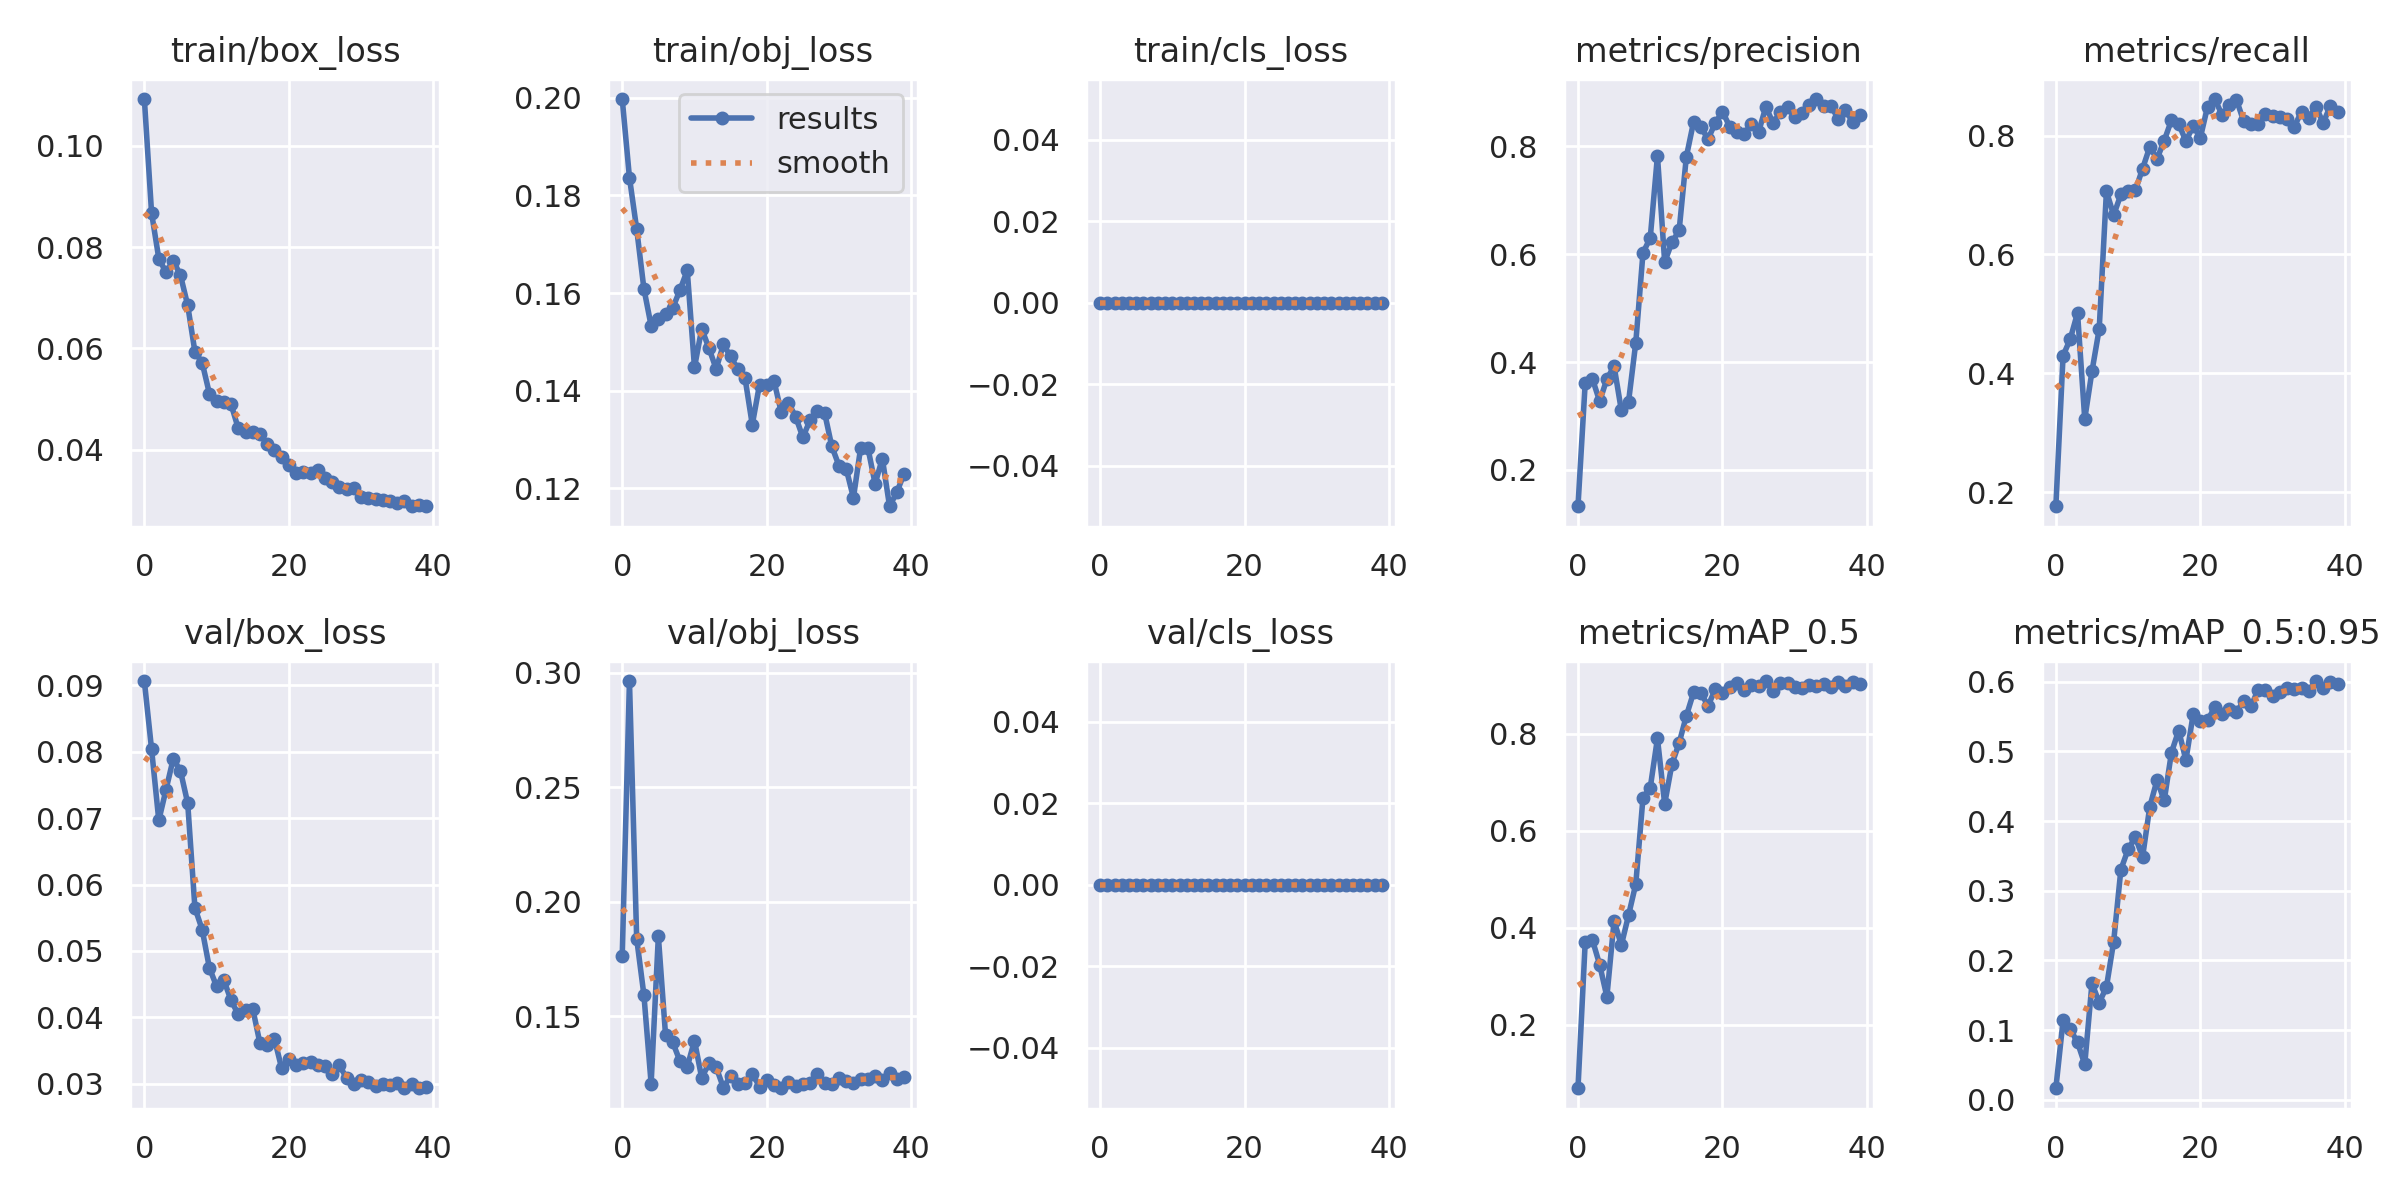 train/box_loss
train/obj_loss
train/cls_loss
metrics/precision
metrics/recall
0.10
0.08
0.06
0.04
0 20 40
0.20
0.18
0.16
0.14
0.12
results
smooth
0 20 40
0.04
0.02
0.00
−0.02
−0.04
0 20 40
0.8
0.6
0.4
0.2
0 20 40
0.8
0.6
0.4
0.2
0 20 40
val/box_loss
val/obj_loss
val/cls_loss
metrics/mAP_0.5
metrics/mAP_0.5:0.95
0.09
0.08
0.07
0.06
0.05
0.04
0.03
0 20 40
0.30
0.25
0.20
0.15
0 20 40
0.04
0.02
0.00
−0.02
−0.04
0 20 40
0.8
0.6
0.4
0.2
0 20 40
0.6
0.5
0.4
0.3
0.2
0.1
0.0
0 20 40